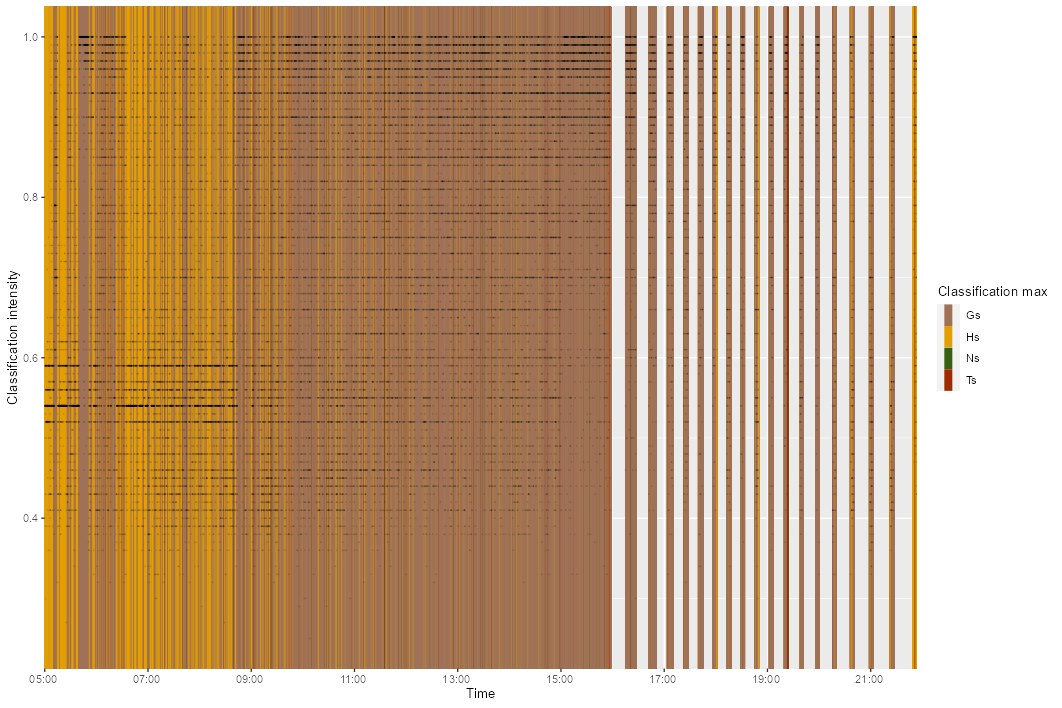 1.0
0.8
0.6
0.4
Classification intensity
05:00 07:00 09:00 11:00 13:00 15:00 17:00 19:00 21:00
Time
Classification max
Gs
Hs
Ns
Ts